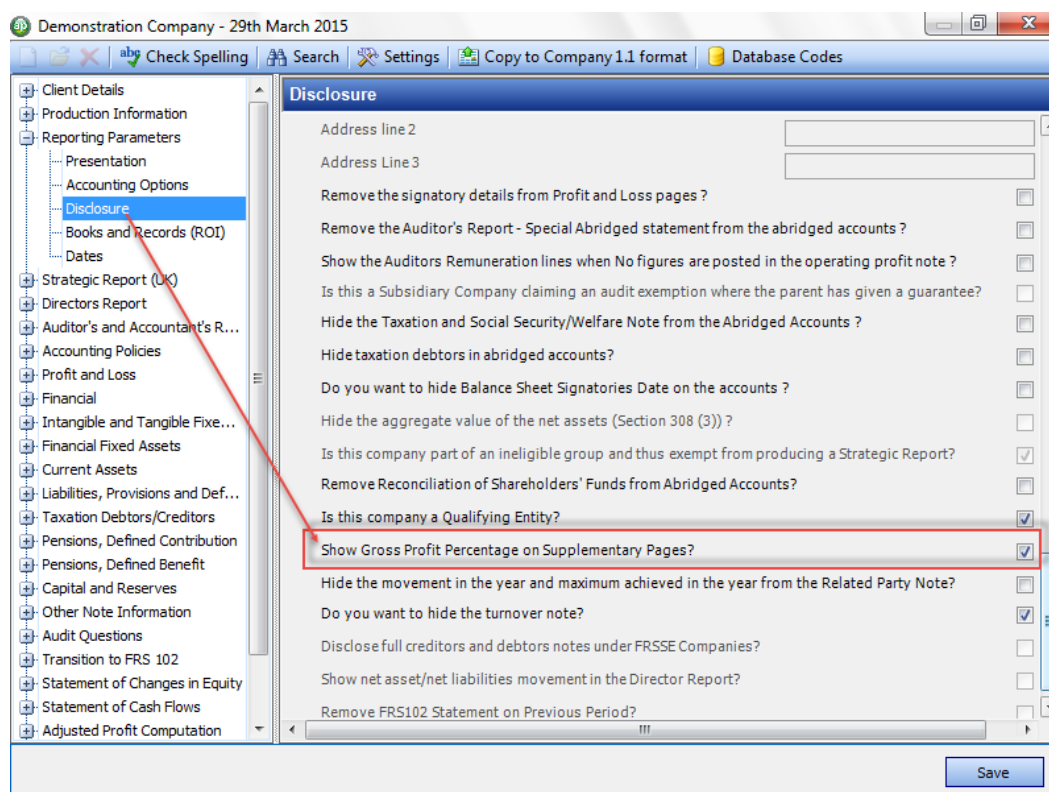 Demonstration Company - 29th March 2015
Check Spelling Search Settings Copy to Company 1.1 format Database Codes
Client Details
Production Information
Reporting Parameters
Presentation
Accounting Options
Disclosure
Books and Records (ROI)
Dates
Strategic Report (UK)
Directors Report
Auditor's and Accountant's R...
Accounting Policies
Profit and Loss
Financial
Intangible and Tangible Fixe...
Financial Fixed Assets
Current Assets
Liabilities, Provisions and Def...
Taxation Debtors/Creditors
Pensions, Defined Contribution
Pensions, Defined Benefit
Capital and Reserves
Other Note Information
Audit Questions
Transition to FRS 102
Statement of Changes in Equity
Statement of Cash Flows
Adjusted Profit Computation
Disclosure
Address line 2
Address Line 3
Remove the signatory details from Profit and Loss pages ?
Remove the Auditor's Report - Special Abridged statement from the abridged accounts ?
Show the Auditors Remuneration lines when No figures are posted in the operating profit note ?
Is this a Subsidiary Company claiming an audit exemption where the parent has given a guarantee?
Hide the Taxation and Social Security/Welfare Note from the Abridged Accounts ?
Hide taxation debtors in abridged accounts?
Do you want to hide Balance Sheet Signatories Date on the accounts ?
Hide the aggregate value of the net assets (Section 308 (3)) ?
Is this company part of an ineligible group and thus exempt from producing a Strategic Report?
Remove Reconciliation of Shareholders' Funds from Abridged Accounts?
Is this company a Qualifying Entity?
Show Gross Profit Percentage on Supplementary Pages?
Hide the movement in the year and maximum achieved in the year from the Related Party Note?
Do you want to hide the turnover note?
Disclose full creditors and debtors notes under FRSSE Companies?
Show net asset/net liabilities movement in the Director Report?
Remove FRS102 Statement on Previous Period?
Save